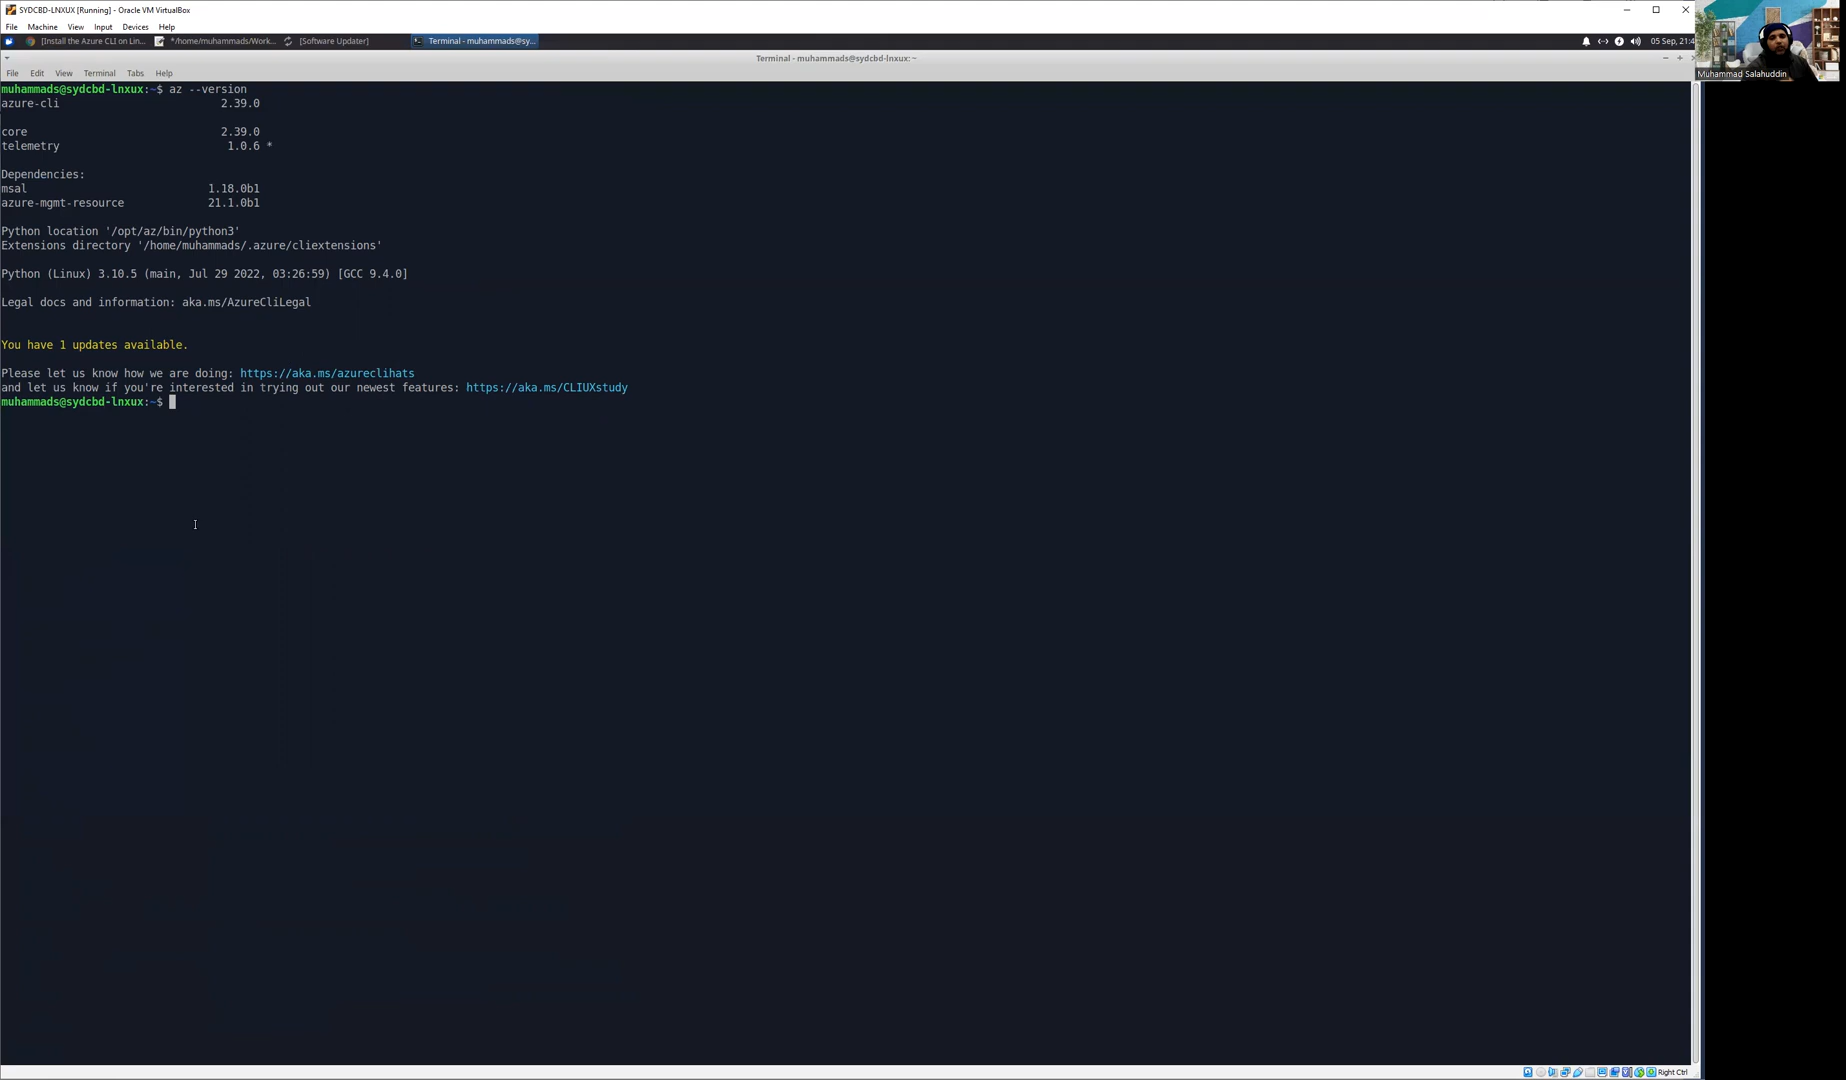 SYDCBD-LNXUX [Running] - Oracle VM VirtualBox
File Machine View Input Devices Help
[Install the Azure CLI on Lin... */home/muhammads/Work... [Software Updater] Terminal - muhammads@sy... 05 Sep, 21:4
Terminal - muhammads@sydcbd-lnxux: ~
File Edit View Terminal Tabs Help
Muhammad Salahuddin
muhammads@sydcbd-lnxux:~$ az --version
azure-cli 2.39.0
core 2.39.0
telemetry 1.0.6 *
Dependencies:
msal 1.18.0b1
azure-mgmt-resource 21.1.0b1
Python location '/opt/az/bin/python3'
Extensions directory '/home/muhammads/.azure/cliextensions'
Python (Linux) 3.10.5 (main, Jul 29 2022, 03:26:59) [GCC 9.4.0]
Legal docs and information: aka.ms/AzureCliLegal
You have 1 updates available.
Please let us know how we are doing: https://aka.ms/azureclihats
and let us know if you're interested in trying out our newest features: https://aka.ms/CLIUXstudy
muhammads@sydcbd-lnxux:~$
Right Ctrl